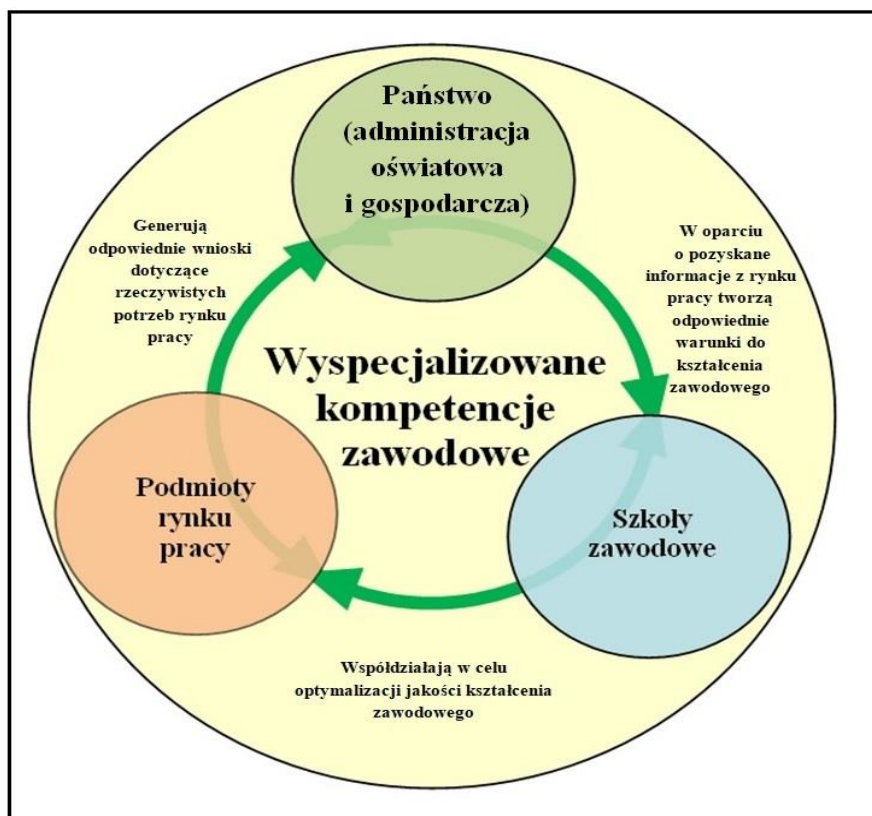 Państwo
(administracja
oświatowa
i gospodarcza)
Generują
odpowiednie wnioski
dotyczące
rzeczywistych
potrzeb rynku
pracy
W oparciu
o pozyskane
informacje z rynku
pracy tworzą
odpowiednie
warunki do
kształcenia
zawodowego
Wyspecjalizowane
kompetencje
zawodowe
Podmioty
rynku
pracy
Szkoły
zawodowe
Współdziałają w celu
optymalizacji jakości kształcenia
zawodowego